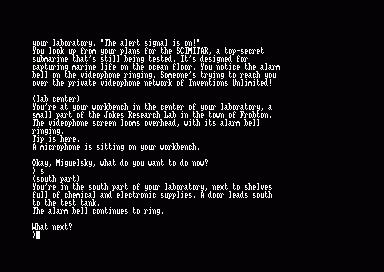 your laboratory. "The alert signal is on!"
You look up from your plans for the SCIMITAR, a top-secret
submarine that's still being tested. It's designed for
capturing marine life on the ocean floor. You notice the alarm
bell on the videophone ringing. Someone's trying to reach you
over the private videophone network of Inventions Unlimited!
(lab center)
You're at your workbench in the center of your laboratory, a
small part of the Jokes Research Lab in the town of Frobton.
The videophone screen looms overhead, with its alarm bell
ringing.
Tip is here.
A microphone is sitting on your workbench.
Okay, Miguelsky, what do you want to do now?
) s
(south part)
You're in the south part of your laboratory, next to shelves
full of chemical and electronic supplies. A door leads south
to the test tank.
The alarm bell continues to ring.
What next?
)